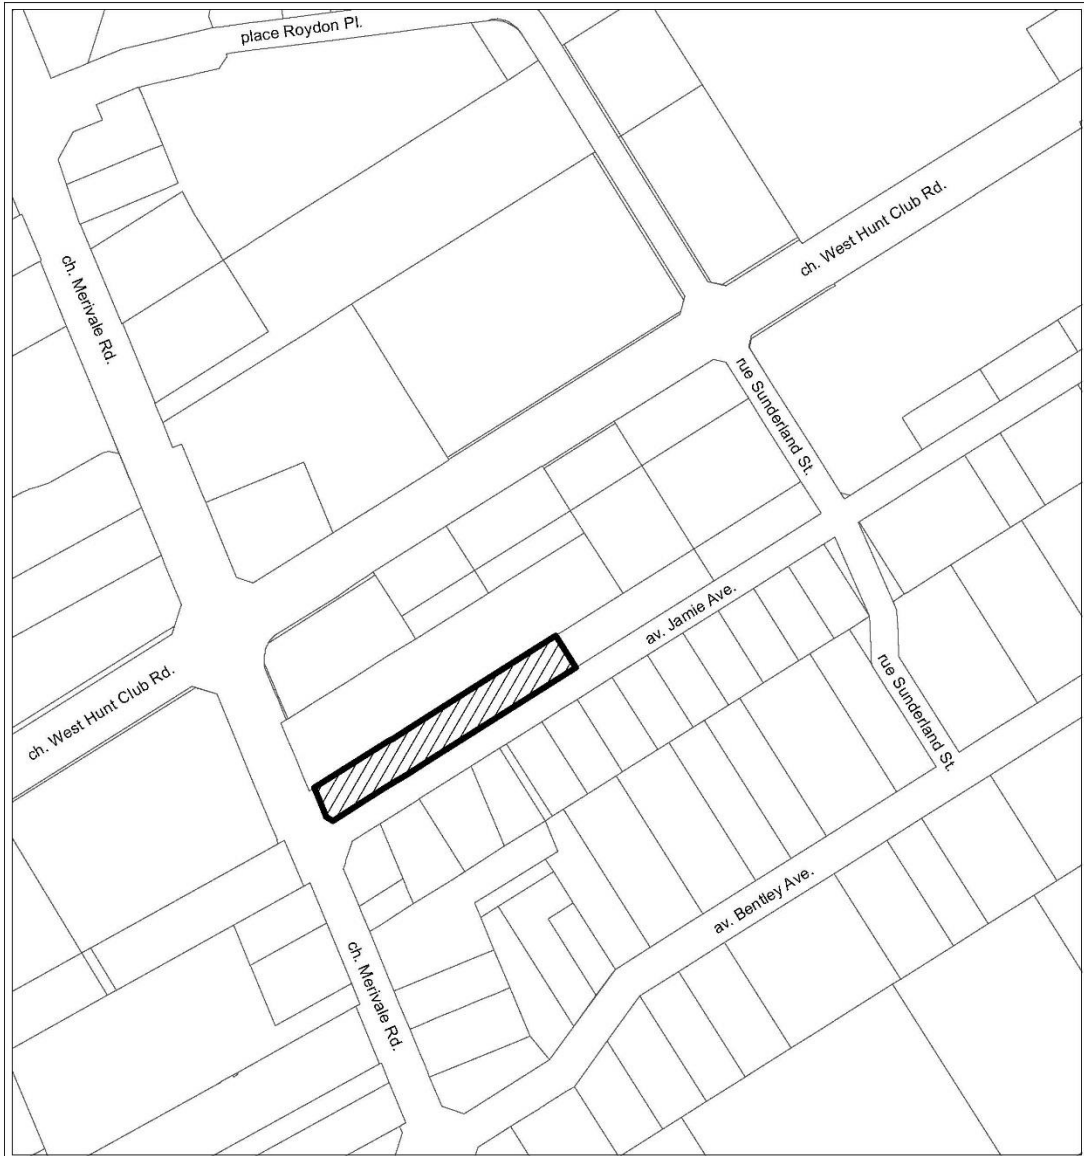 place Roydon Pl.
ch. West Hunt Club Rd.
ch. Merivale Rd.
rue Sunderland St.
av. Jamie Ave.
ch. West Hunt Club Rd.
rue Sunderland St.
av. Bentley Ave.
ch. Merivale Rd.